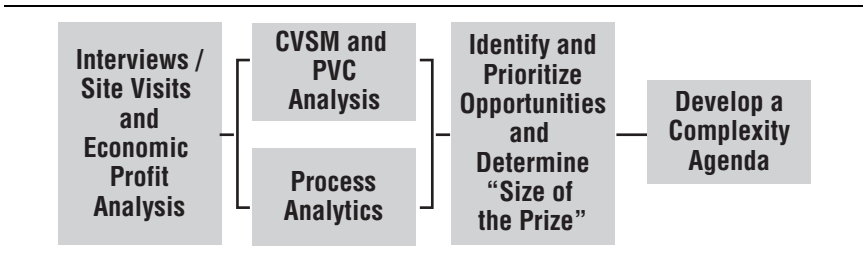 Interviews /
Site Visits
and
Economic
Profit
Analysis
CVSM and
PVC
Analysis
Process
Analytics
Identify and
Prioritize
Opportunities
and
Determine
“Size of
the Prize”
Develop a
Complexity
Agenda